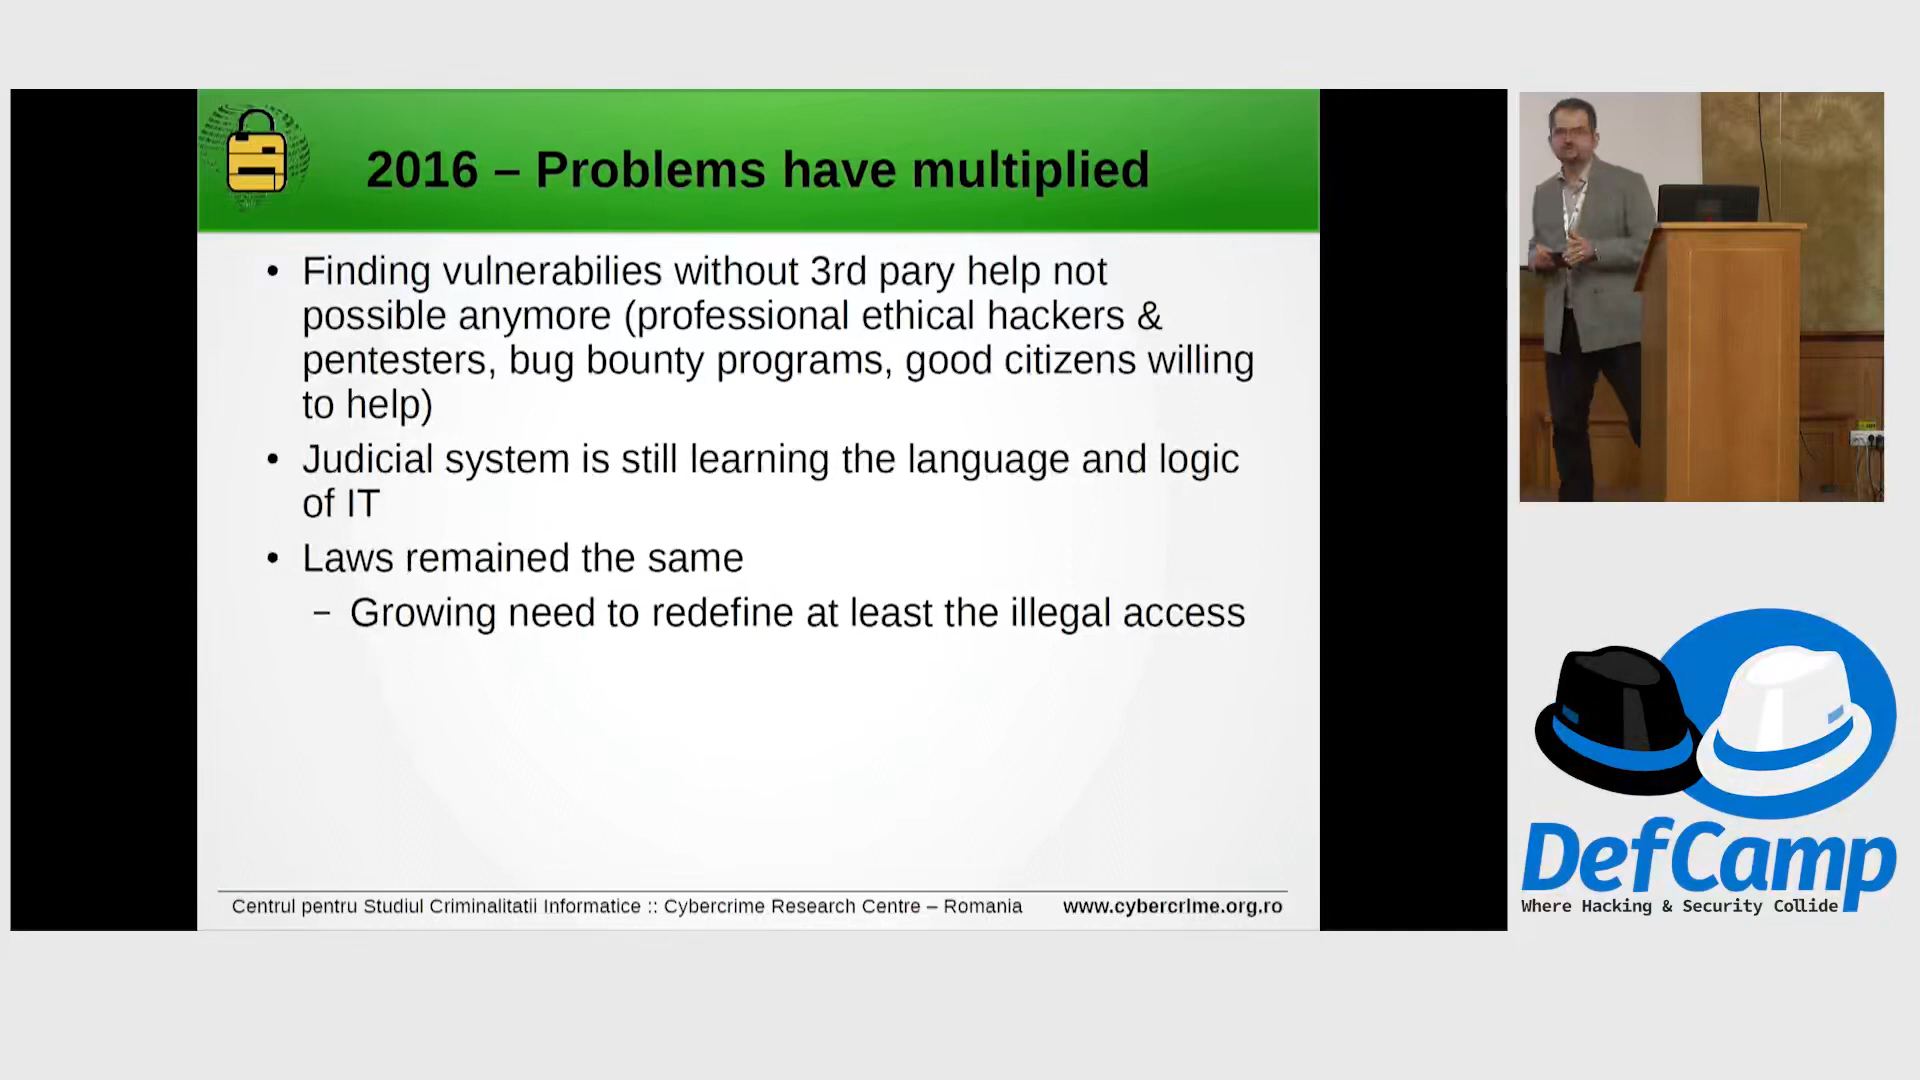 2016 – Problems have multiplied
• Finding vulnerabilies without 3rd pary help not
possible anymore (professional ethical hackers &
pentesters, bug bounty programs, good citizens willing
to help)
• Judicial system is still learning the language and logic
of IT
• Laws remained the same
– Growing need to redefine at least the illegal access
Centrul pentru Studiul Criminalitatii Informatice :: Cybercrime Research Centre – Romania www.cybercrime.org.ro
DefCamp
Where Hacking & Security Collide